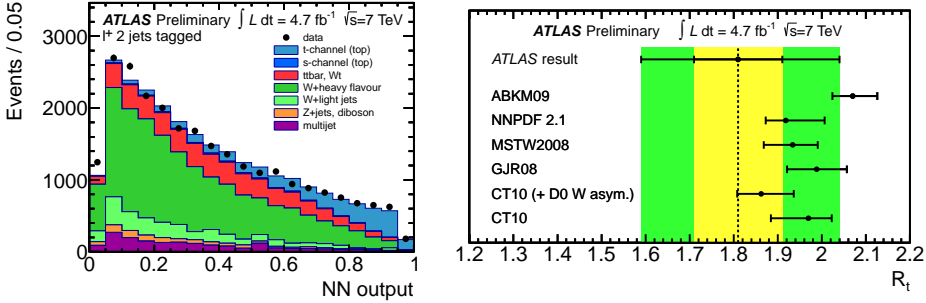 ATLAS Preliminary ∫ L dt = 4.7 fb⁻¹ √s=7 TeV
l⁺ 2 jets tagged
data
t-channel (top)
s-channel (top)
ttbar, Wt
W+heavy flavour
W+light jets
Z+jets, diboson
multijet
Events / 0.05
3000
2000
1000
0
0 0.2 0.4 0.6 0.8 1
NN output
ATLAS Preliminary ∫ L dt = 4.7 fb⁻¹ √s=7 TeV
ATLAS result
ABKM09
NNPDF 2.1
MSTW2008
GJR08
CT10 (+ D0 W asym.)
CT10
1.2 1.3 1.4 1.5 1.6 1.7 1.8 1.9 2 2.1 2.2
Rₜ